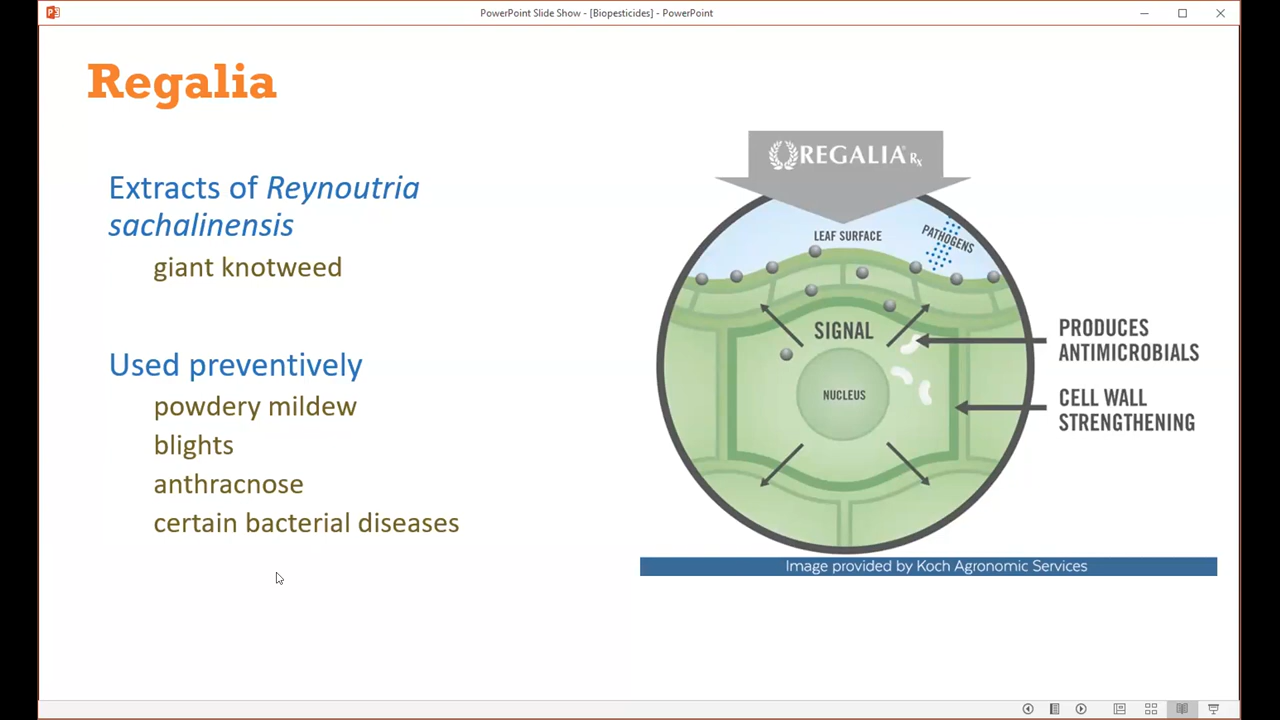 PowerPoint Slide Show - [Biopesticides] - PowerPoint
Regalia
Extracts of Reynoutria
sachalinensis
giant knotweed
Used preventively
powdery mildew
blights
anthracnose
certain bacterial diseases
REGALIA Rx
LEAF SURFACE
PATHOGENS
SIGNAL
NUCLEUS
PRODUCES
ANTIMICROBIALS
CELL WALL
STRENGTHENING
Image provided by Koch Agronomic Services